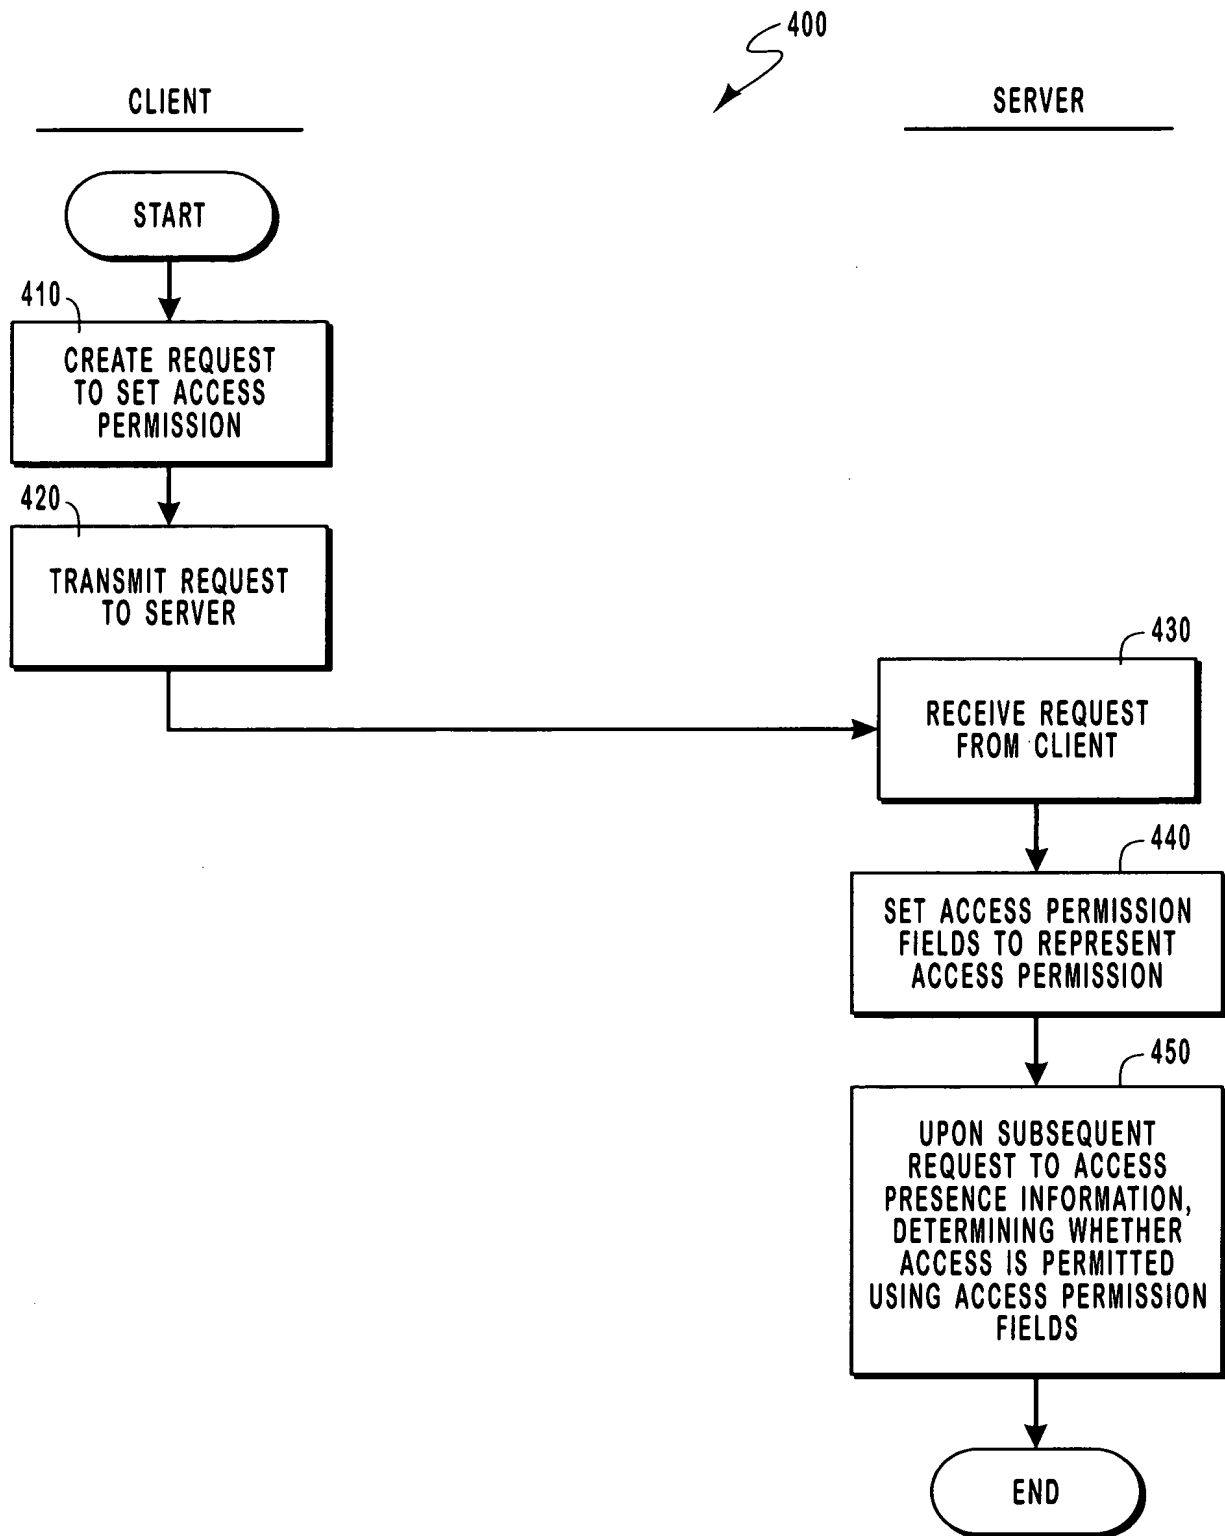 400
CLIENT
SERVER
START
410
CREATE REQUEST
TO SET ACCESS
PERMISSION
420
TRANSMIT REQUEST
TO SERVER
430
RECEIVE REQUEST
FROM CLIENT
440
SET ACCESS PERMISSION
FIELDS TO REPRESENT
ACCESS PERMISSION
450
UPON SUBSEQUENT
REQUEST TO ACCESS
PRESENCE INFORMATION,
DETERMINING WHETHER
ACCESS IS PERMITTED
USING ACCESS PERMISSION
FIELDS
END